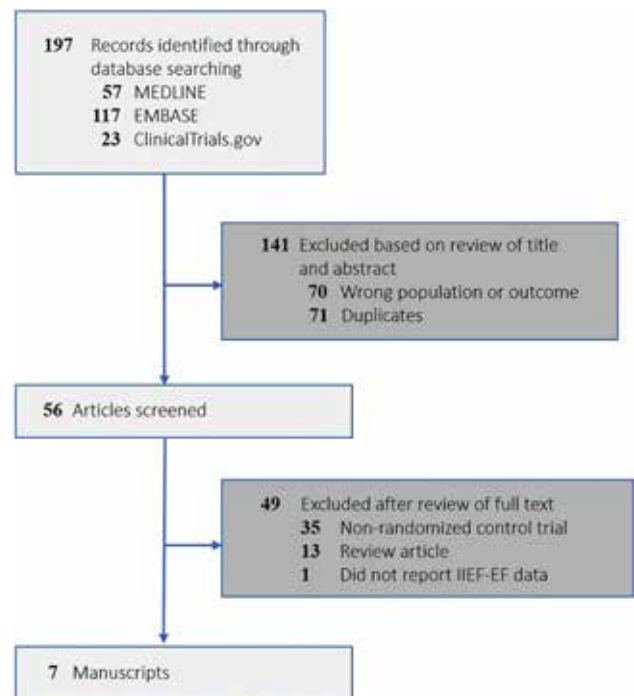 197 Records identified through
database searching
57 MEDLINE
117 EMBASE
23 ClinicalTrials.gov
141 Excluded based on review of title
and abstract
70 Wrong population or outcome
71 Duplicates
56 Articles screened
49 Excluded after review of full text
35 Non-randomized control trial
13 Review article
1 Did not report IIEF-EF data
7 Manuscripts